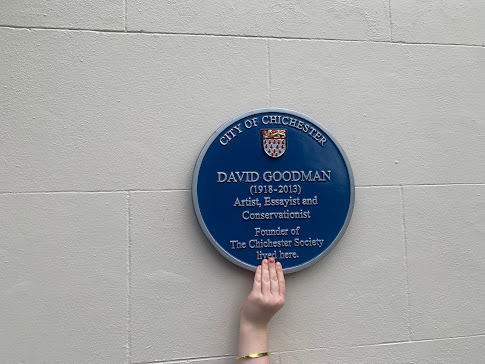 CITY OF CHICHESTER
DAVID GOODMAN
(1918-2013)
Artist, Essayist and
Conservationist
Founder of
The Chichester Society
lived here.